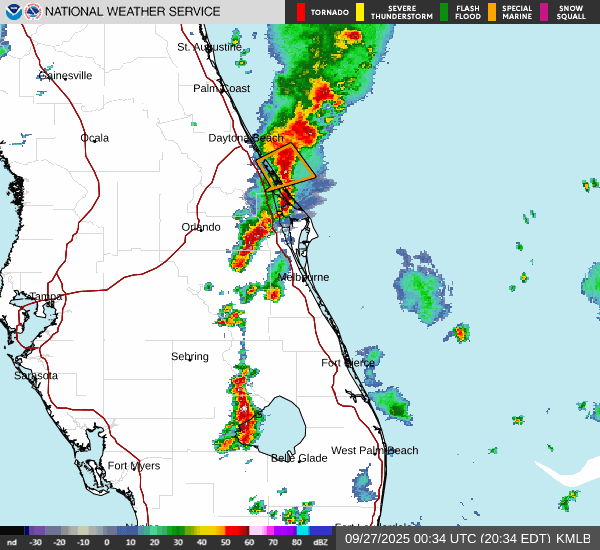 NATIONAL WEATHER SERVICE
TORNADO
SEVERE THUNDERSTORM
FLASH FLOOD
SPECIAL MARINE
SNOW SQUALL
St. Augustine
Gainesville
Palm Coast
Ocala
Daytona Beach
Orlando
Melbourne
Tampa
Sebring
Fort Pierce
Sarasota
West Palm Beach
Belle Glade
Fort Myers
nd -30 -20 -10 0 10 20 30 40 50 60 70 80 dBZ
09/27/2025 00:34 UTC (20:34 EDT) KMLB